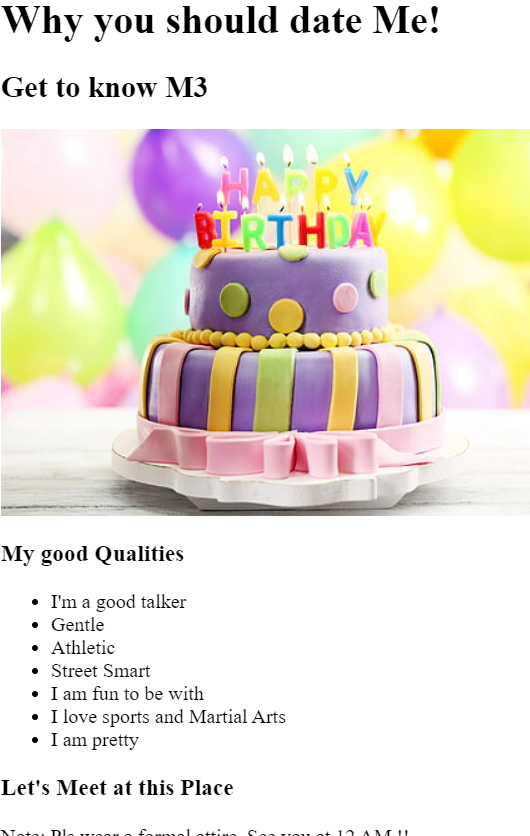 Why you should date Me!
Get to know M3
HAPPY
BIRTHDAY
My good Qualities
I'm a good talker
Gentle
Athletic
Street Smart
I am fun to be with
I love sports and Martial Arts
I am pretty
Let's Meet at this Place
Note: Pls wear a formal attire. See you at 12 AM !!